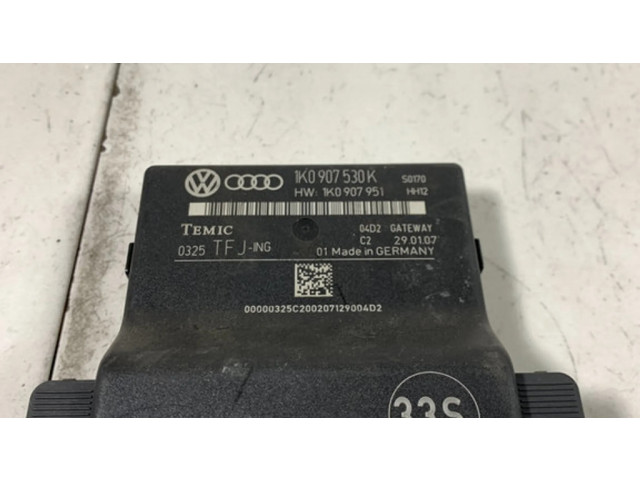 1K0 907 530 K S0170
HW: 1K0 907 951 HH12
TEMIC 04D2 GATEWAY
C2 29.01.07
0325 TFJ-ING 01 Made in GERMANY
00000325C200207129004D2
33S